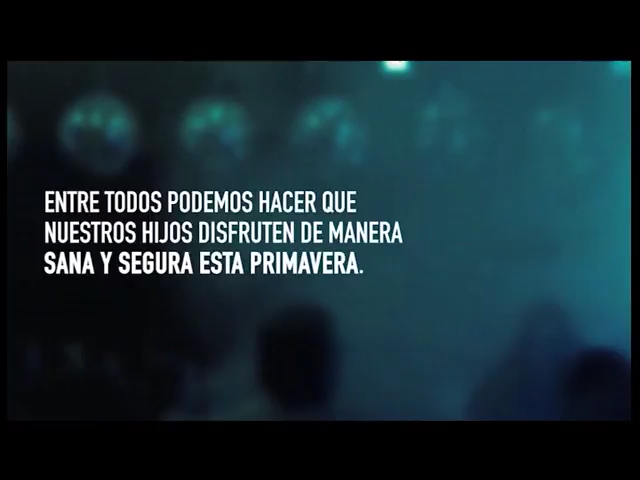 ENTRE TODOS PODEMOS HACER QUE
NUESTROS HIJOS DISFRUTEN DE MANERA
SANA Y SEGURA ESTA PRIMAVERA.